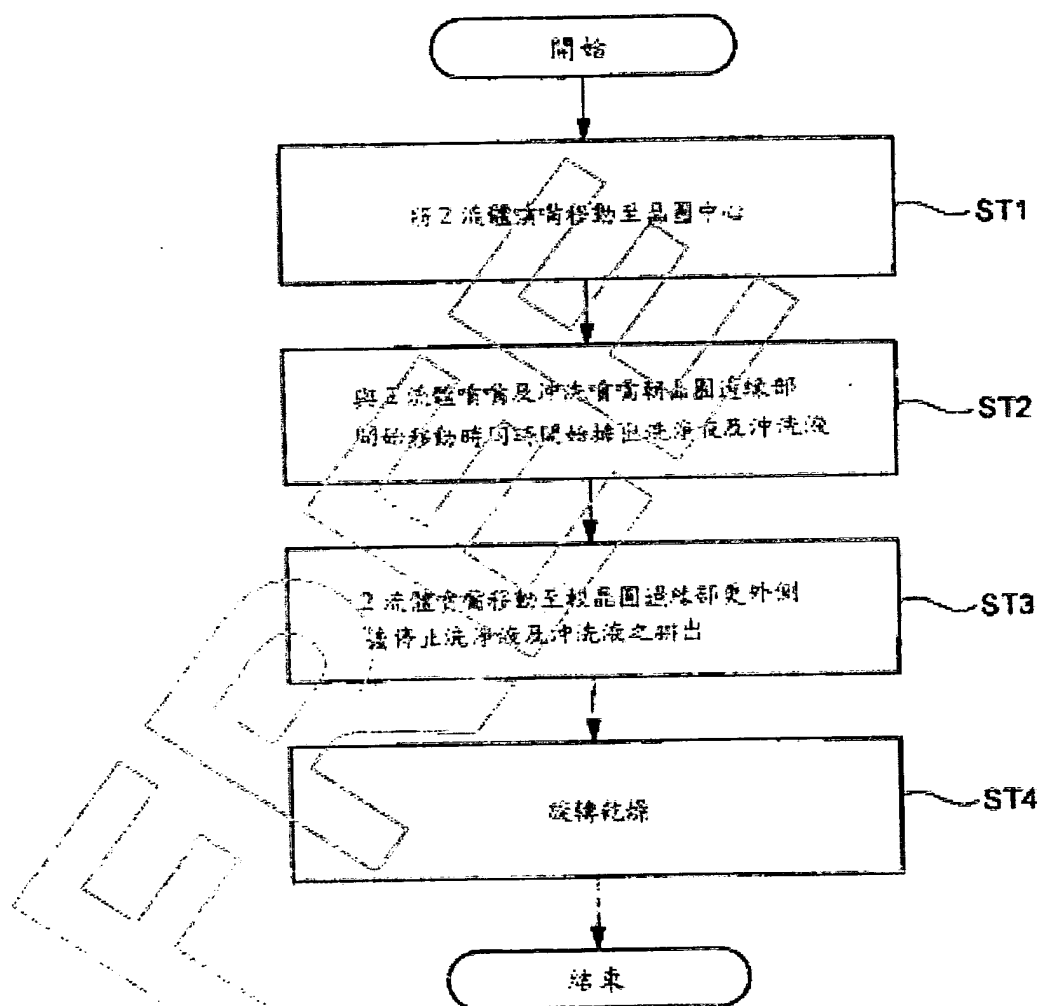 開始
將2流體噴嘴移動至晶圓中心
ST1
與2流體噴嘴及沖洗噴嘴朝晶圓邊緣部
開始移動時同時開始排出洗淨液及沖洗液
ST2
2流體噴嘴移動至較晶圓邊緣部更外側
後停止洗淨液及沖洗液之排出
ST3
旋轉乾燥
ST4
結束